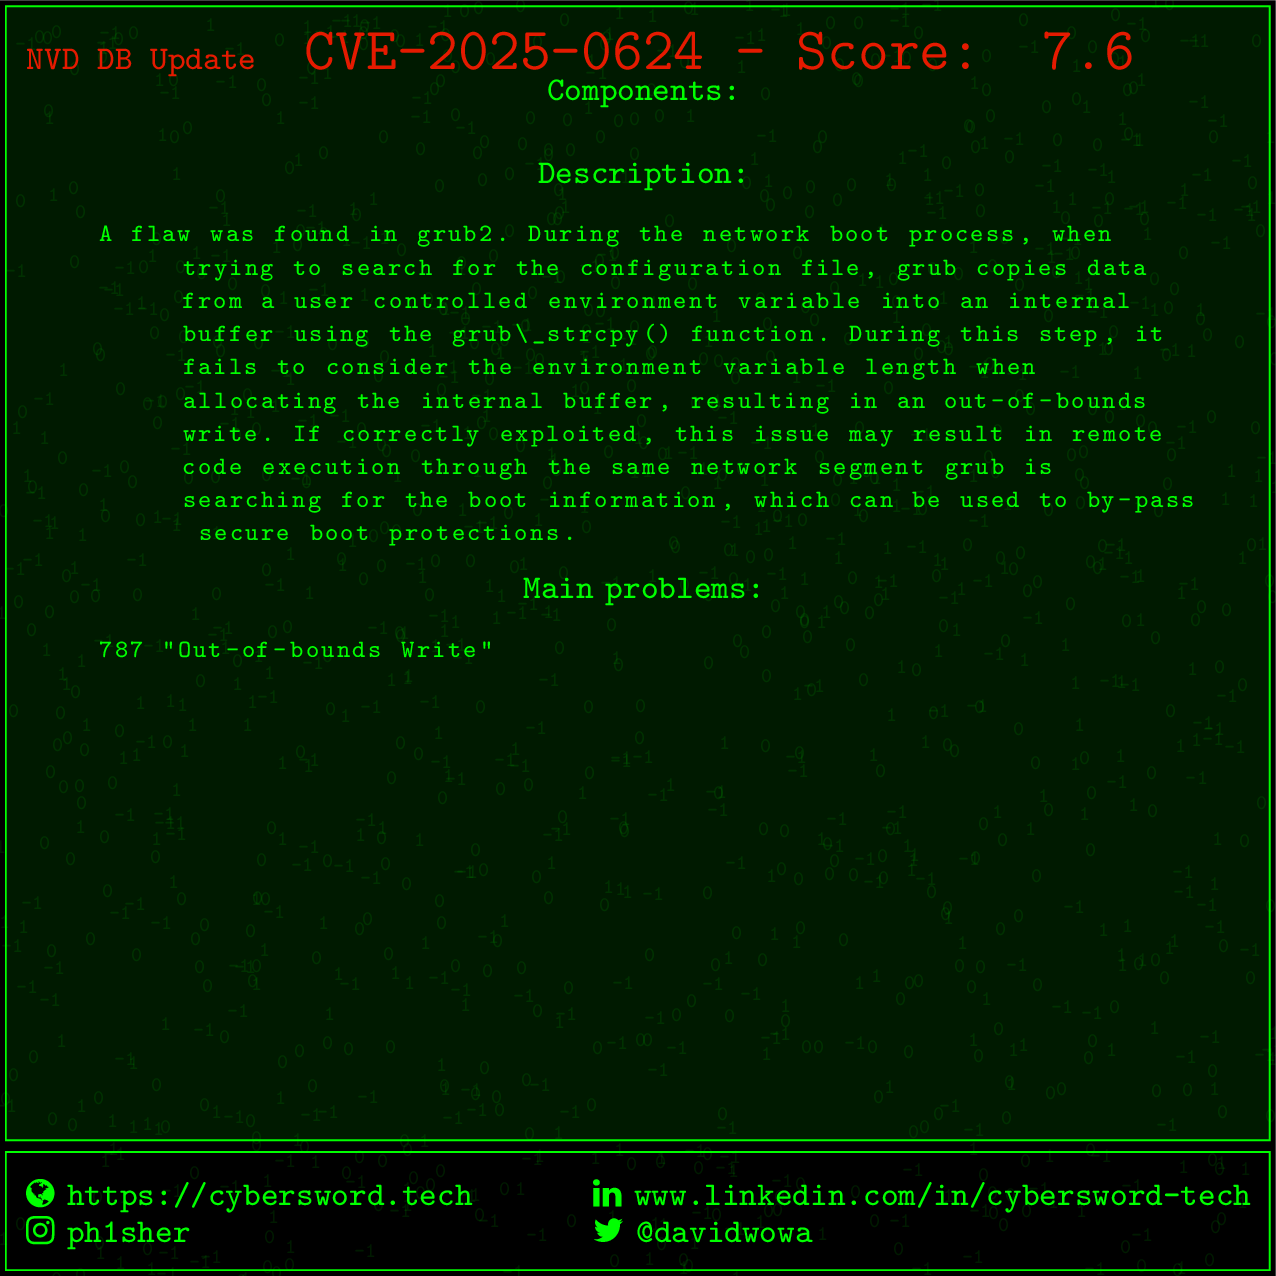 NVD DB Update CVE-2025-0624 - Score: 7.6
Components:
Description:
A flaw was found in grub2. During the network boot process, when
trying to search for the configuration file, grub copies data
from a user controlled environment variable into an internal
buffer using the grub\_strcpy() function. During this step, it
fails to consider the environment variable length when
allocating the internal buffer, resulting in an out-of-bounds
write. If correctly exploited, this issue may result in remote
code execution through the same network segment grub is
searching for the boot information, which can be used to by-pass
secure boot protections.
Main problems:
787 "Out-of-bounds Write"
https://cybersword.tech
www.linkedin.com/in/cybersword-tech
ph1sher
@davidwowa